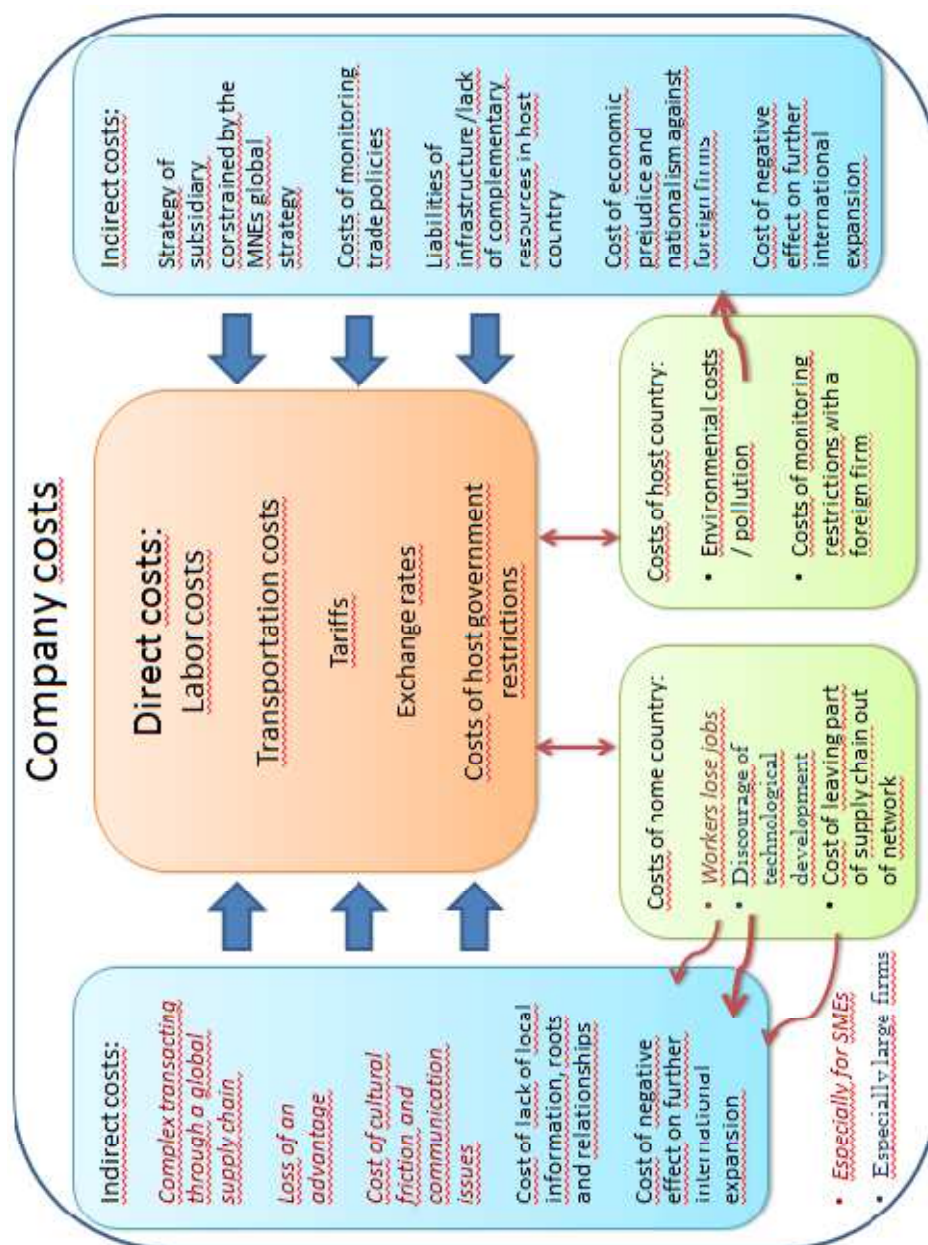 Company costs
Indirect costs:
Complex transacting
through a global
supply chain
Loss of an
advantage
Cost of cultural
friction and
communication
issues
Cost of lack of local
information, roots
and relationships
Cost of negative
effect on further
international
expansion
Direct costs:
Labor costs
Transportation costs
Tariffs
Exchange rates
Costs of host government
restrictions
Indirect costs:
Strategy of
subsidiary
constrained by the
MNEs global
strategy
Costs of monitoring
trade policies
Liabilities of
infrastructure/lack
of complementary
resources in host
country
Cost of economic
prejudice and
nationalism against
foreign firms
Cost of negative
effect on further
international
expansion
Costs of home country:
• Workers lose jobs
• Discourage of
technological
development
• Cost of leaving part
of supply chain out
of network
Costs of host country:
• Environmental costs
/ pollution
• Costs of monitoring
restrictions with a
foreign firm
• Especially for SMEs
• Especially large firms